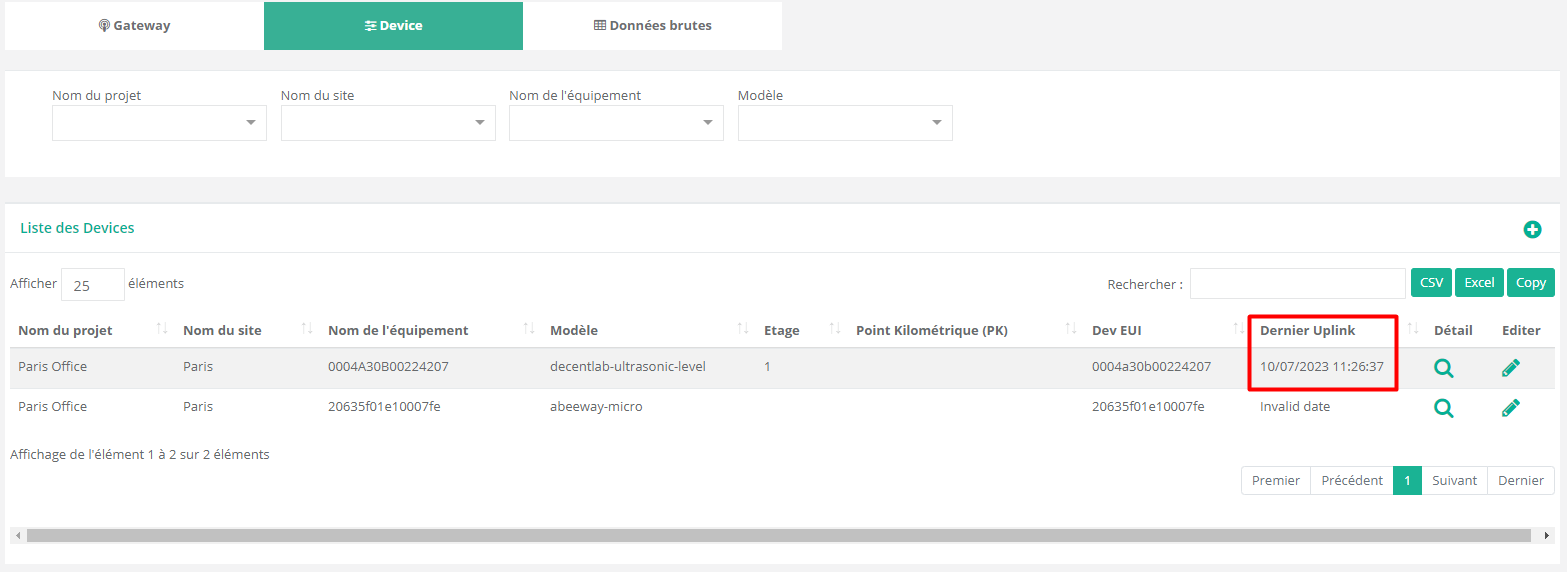 Gateway Device Données brutes
Nom du projet Nom du site Nom de l'équipement Modèle
Liste des Devices
Afficher 25 éléments Rechercher : CSV Excel Copy
Nom du projet Nom du site Nom de l'équipement Modèle Etage Point Kilométrique (PK) Dev EUI Dernier Uplink Détail Editer
Paris Office Paris 0004A30B00224207 decentlab-ultrasonic-level 1 0004a30b00224207 10/07/2023 11:26:37
Paris Office Paris 20635f01e10007fe abeeway-micro 20635f01e10007fe Invalid date
Affichage de l'élément 1 à 2 sur 2 éléments
Premier Précédent 1 Suivant Dernier